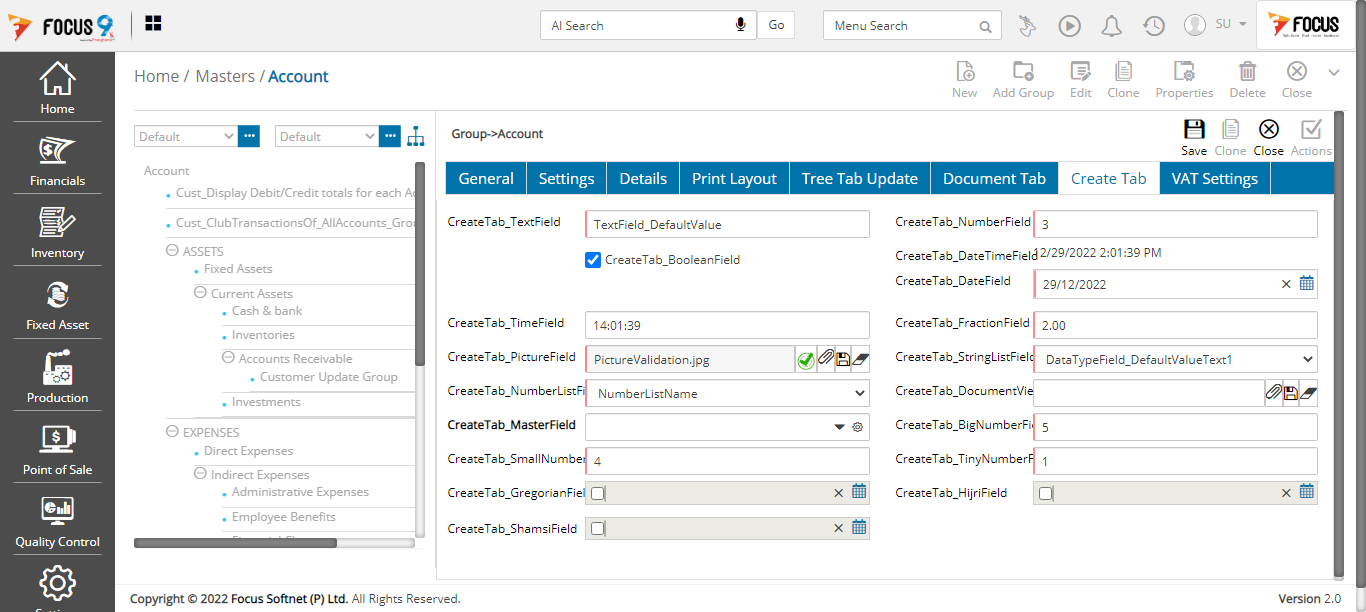 FOCUS 9
AI Search
Go
Menu Search
SU
FOCUS
Home
Financials
Inventory
Fixed Asset
Production
Point of Sale
Quality Control
Home / Masters / Account
New
Add Group
Edit
Clone
Properties
Delete
Close
Default
Default
Account
Cust_Display Debit/Credit totals for each Ac
Cust_ClubTransactionsOf_AllAccounts_Gro
ASSETS
Fixed Assets
Current Assets
Cash & bank
Inventories
Accounts Receivable
Customer Update Group
Investments
EXPENSES
Direct Expenses
Indirect Expenses
Administrative Expenses
Employee Benefits
Group->Account
Save
Clone
Close
Actions
General
Settings
Details
Print Layout
Tree Tab Update
Document Tab
Create Tab
VAT Settings
CreateTab_TextField
TextField_DefaultValue
CreateTab_NumberField
3
CreateTab_BooleanField
CreateTab_DateTimeField
12/29/2022 2:01:39 PM
CreateTab_DateField
29/12/2022
CreateTab_TimeField
14:01:39
CreateTab_FractionField
2.00
CreateTab_PictureField
PictureValidation.jpg
CreateTab_StringListField
DataTypeField_DefaultValueText1
CreateTab_NumberListFi
NumberListName
CreateTab_DocumentVie
CreateTab_MasterField
CreateTab_BigNumberFi
5
CreateTab_SmallNumber
4
CreateTab_TinyNumberF
1
CreateTab_GregorianFiel
CreateTab_HijriField
CreateTab_ShamsiField
Copyright © 2022 Focus Softnet (P) Ltd. All Rights Reserved.
Version 2.0